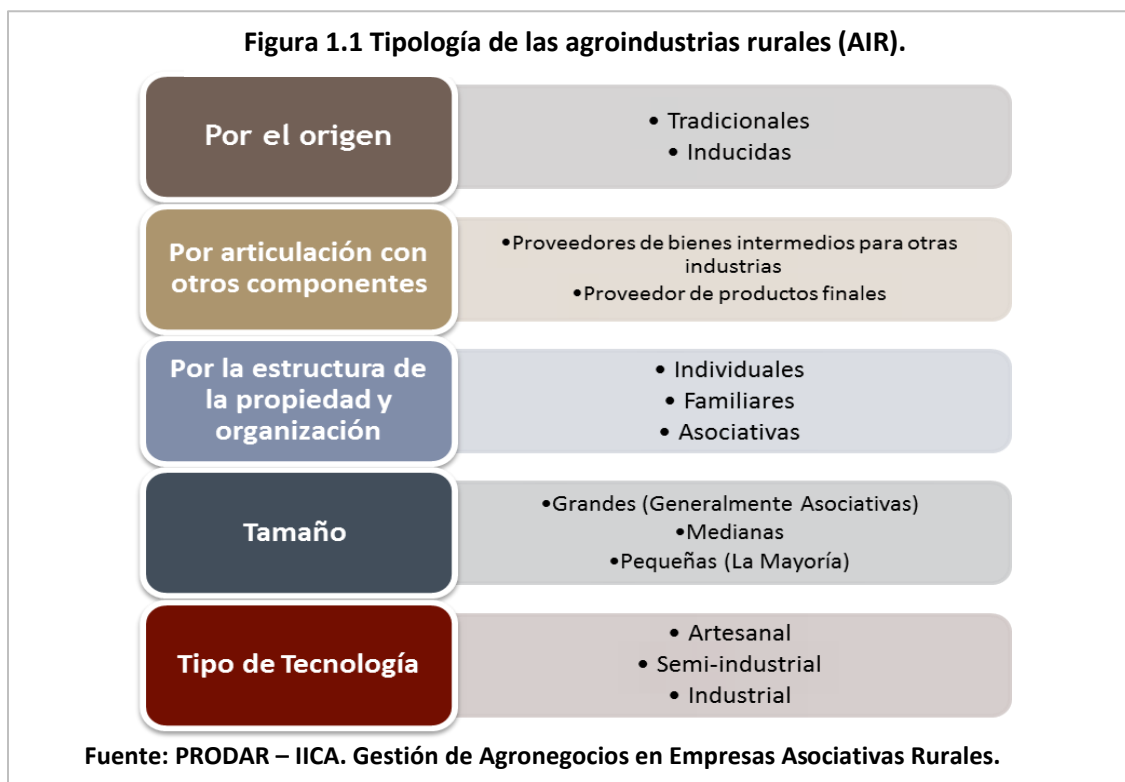 Figura 1.1 Tipología de las agroindustrias rurales (AIR).
Por el origen
• Tradicionales
• Inducidas
Por articulación con
otros componentes
•Proveedores de bienes intermedios para otras
industrias
•Proveedor de productos finales
Por la estructura de
la propiedad y
organización
• Individuales
• Familiares
• Asociativas
Tamaño
•Grandes (Generalmente Asociativas)
•Medianas
•Pequeñas (La Mayoría)
Tipo de Tecnología
• Artesanal
• Semi-industrial
• Industrial
Fuente: PRODAR – IICA. Gestión de Agronegocios en Empresas Asociativas Rurales.